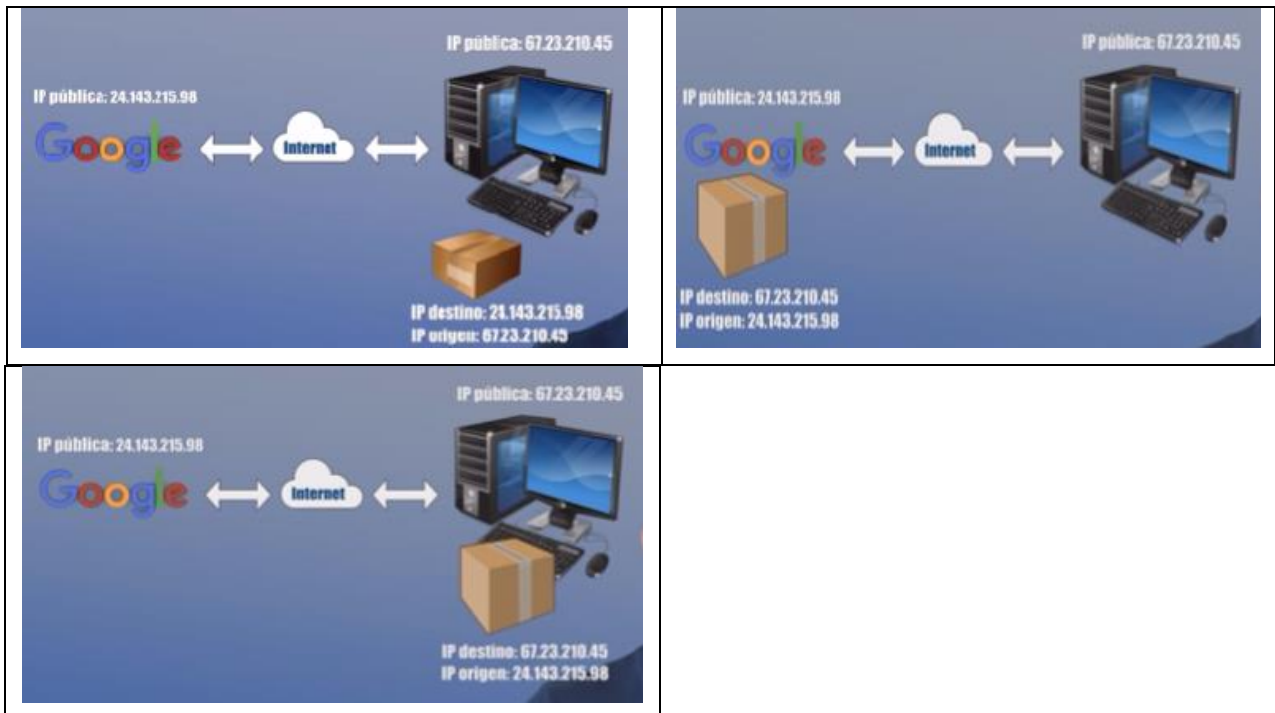 IP pública: 67.23.210.45
IP pública: 24.143.215.98
Google
Internet
IP destino: 24.143.215.98
IP origen: 67.23.210.45
IP pública: 67.23.210.45
IP pública: 24.143.215.98
Google
Internet
IP destino: 67.23.210.45
IP origen: 24.143.215.98
IP pública: 67.23.210.45
IP pública: 24.143.215.98
Google
Internet
IP destino: 67.23.210.45
IP origen: 24.143.215.98